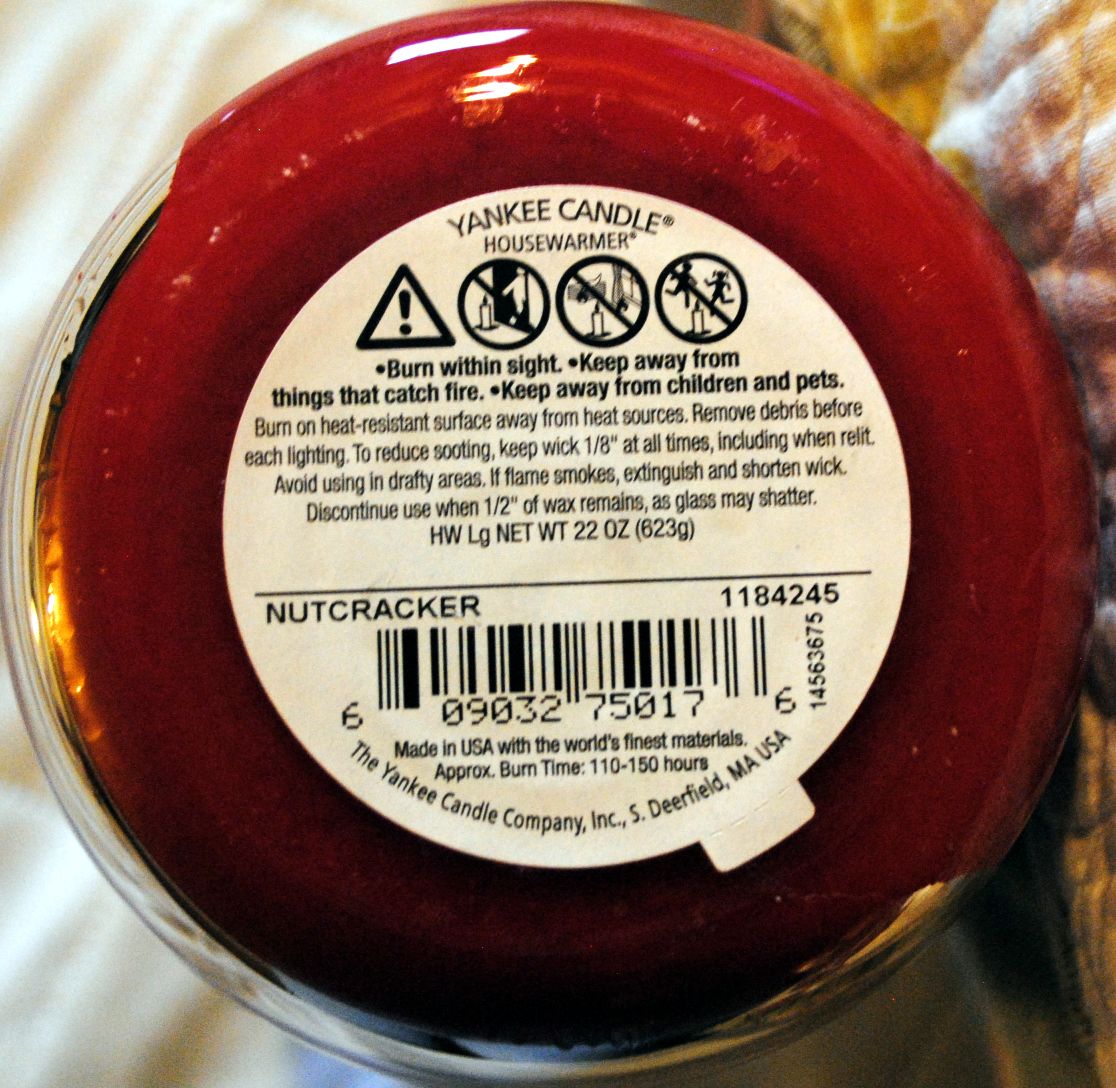 YANKEE CANDLE®
HOUSEWARMER®
•Burn within sight. •Keep away from
things that catch fire. •Keep away from children and pets.
Burn on heat-resistant surface away from heat sources. Remove debris before
each lighting. To reduce sooting, keep wick 1/8" at all times, including when relit.
Avoid using in drafty areas. If flame smokes, extinguish and shorten wick.
Discontinue use when 1/2" of wax remains, as glass may shatter.
HW Lg NET WT 22 OZ (623g)
NUTCRACKER 1184245
14563675
6 09032 75017 6
Made in USA with the world's finest materials.
Approx. Burn Time: 110-150 hours
The Yankee Candle Company, Inc., S. Deerfield, MA USA